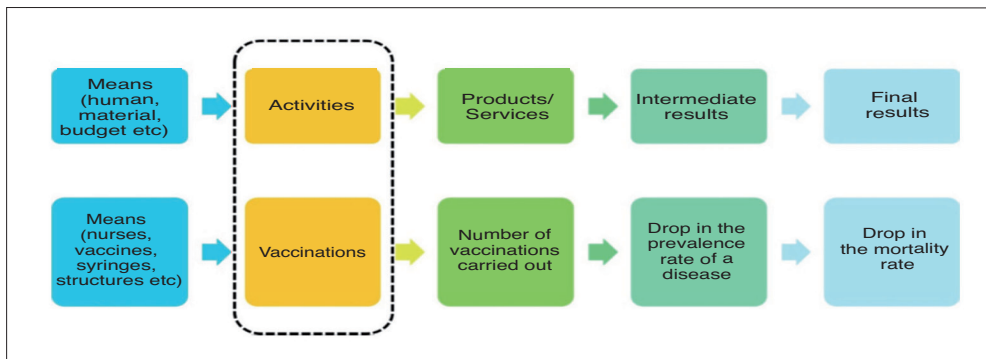 Means
(human,
material,
budget etc)
Activities
Products/
Services
Intermediate
results
Final
results
Means
(nurses,
vaccines,
syringes,
structures etc)
Vaccinations
Number of
vaccinations
carried out
Drop in the
prevalence
rate of a
disease
Drop in
the mortality
rate